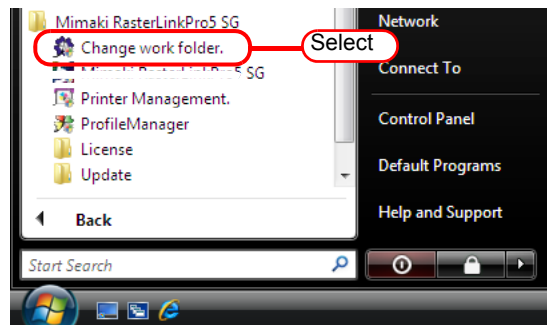 Mimaki RasterLinkPro5 SG
Change work folder.
Select
Mimaki RasterLinkPro5 SG
Printer Management.
ProfileManager
License
Update
Back
Start Search
Network
Connect To
Control Panel
Default Programs
Help and Support